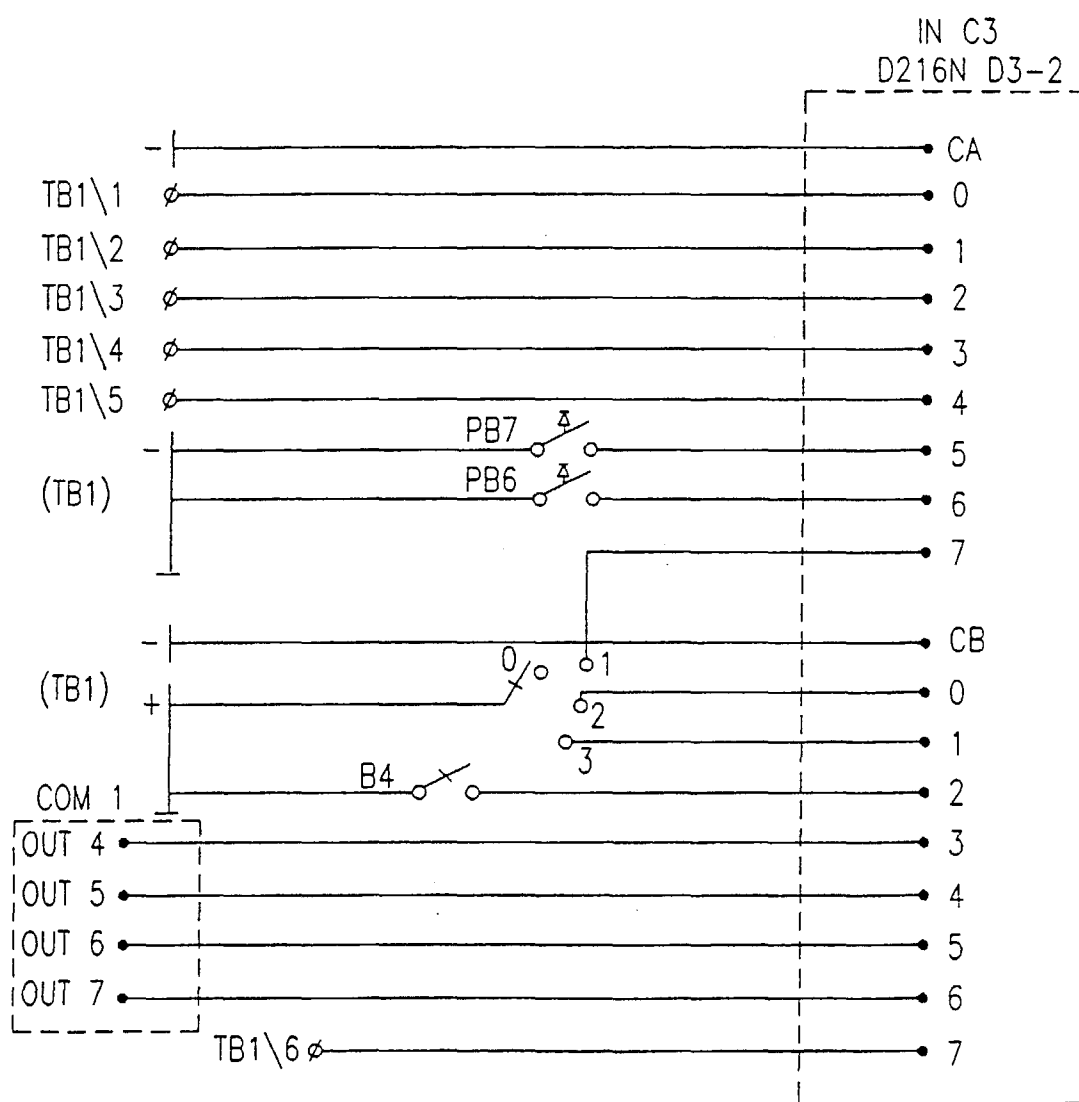 IN C3
D216N D3-2
- CA
TB1\1 0
TB1\2 1
TB1\3 2
TB1\4 3
TB1\5 4
- PB7 5
(TB1) PB6 6
7
- CB
0 1
(TB1) + 2 0
3 1
COM 1 B4 2
OUT 4 3
OUT 5 4
OUT 6 5
OUT 7 6
TB1\6 7